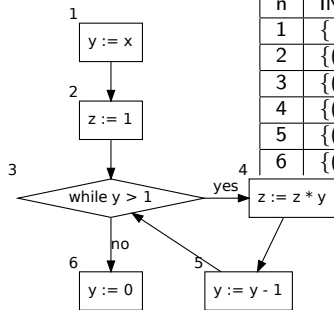 1
y := x
2
z := 1
3
while y > 1
yes
no
4
z := z * y
5
y := y - 1
6
y := 0
n
1 {
2 {(
3 {(
4 {(
5 {(
6 {(